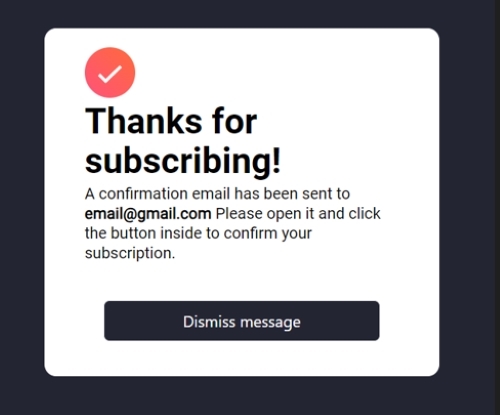 Thanks for
subscribing!
A confirmation email has been sent to
email@gmail.com Please open it and click
the button inside to confirm your
subscription.
Dismiss message